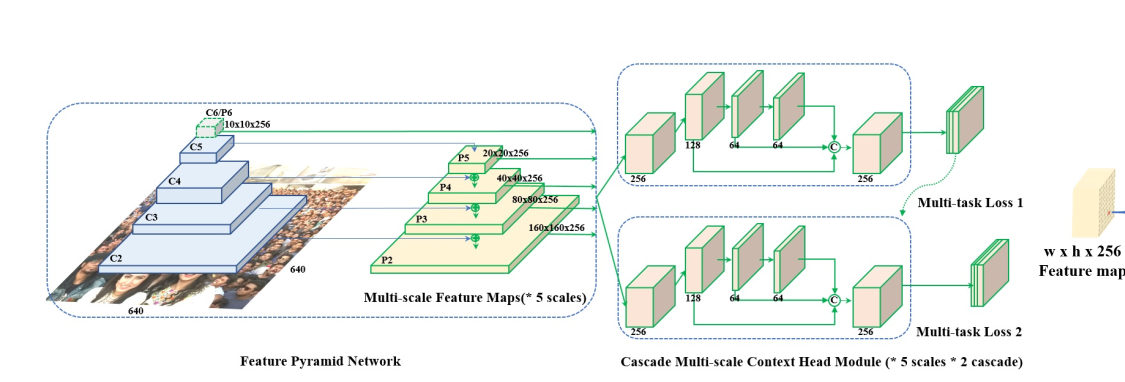 C6/P6
10x10x256
C5
C4
C3
C2
640
640
P5
20x20x256
P4
40x40x256
P3
80x80x256
P2
160x160x256
Multi-scale Feature Maps(* 5 scales)
Feature Pyramid Network
256
128
64
64
C
256
Multi-task Loss 1
256
128
64
64
C
256
Multi-task Loss 2
Cascade Multi-scale Context Head Module (* 5 scales * 2 cascade)
w x h x 256
Feature map